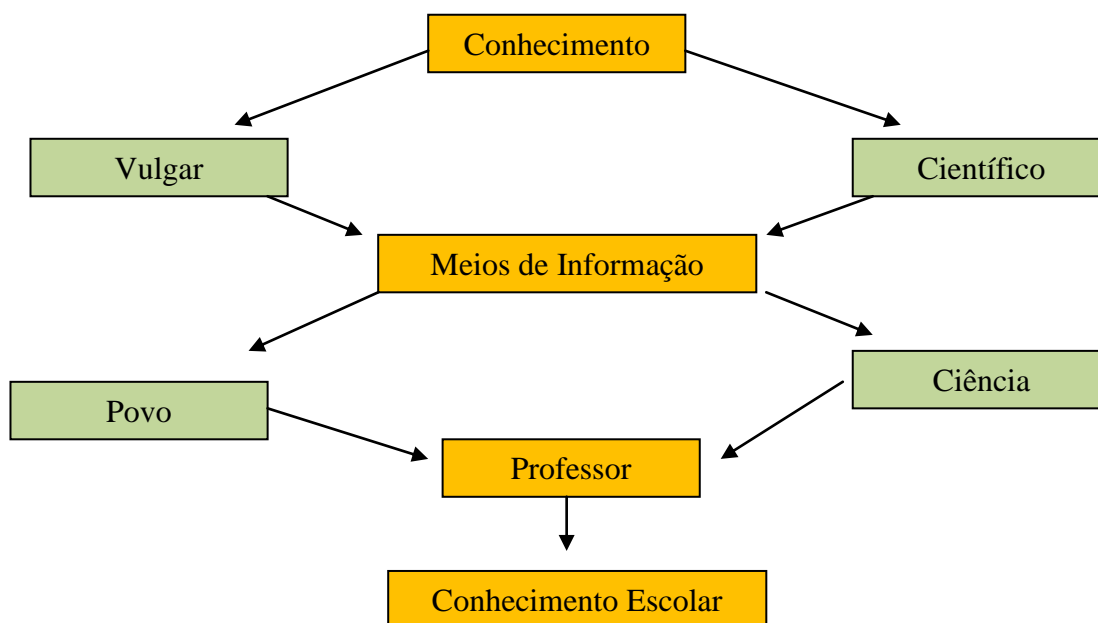 Conhecimento
Vulgar
Científico
Meios de Informação
Povo
Ciência
Professor
Conhecimento Escolar